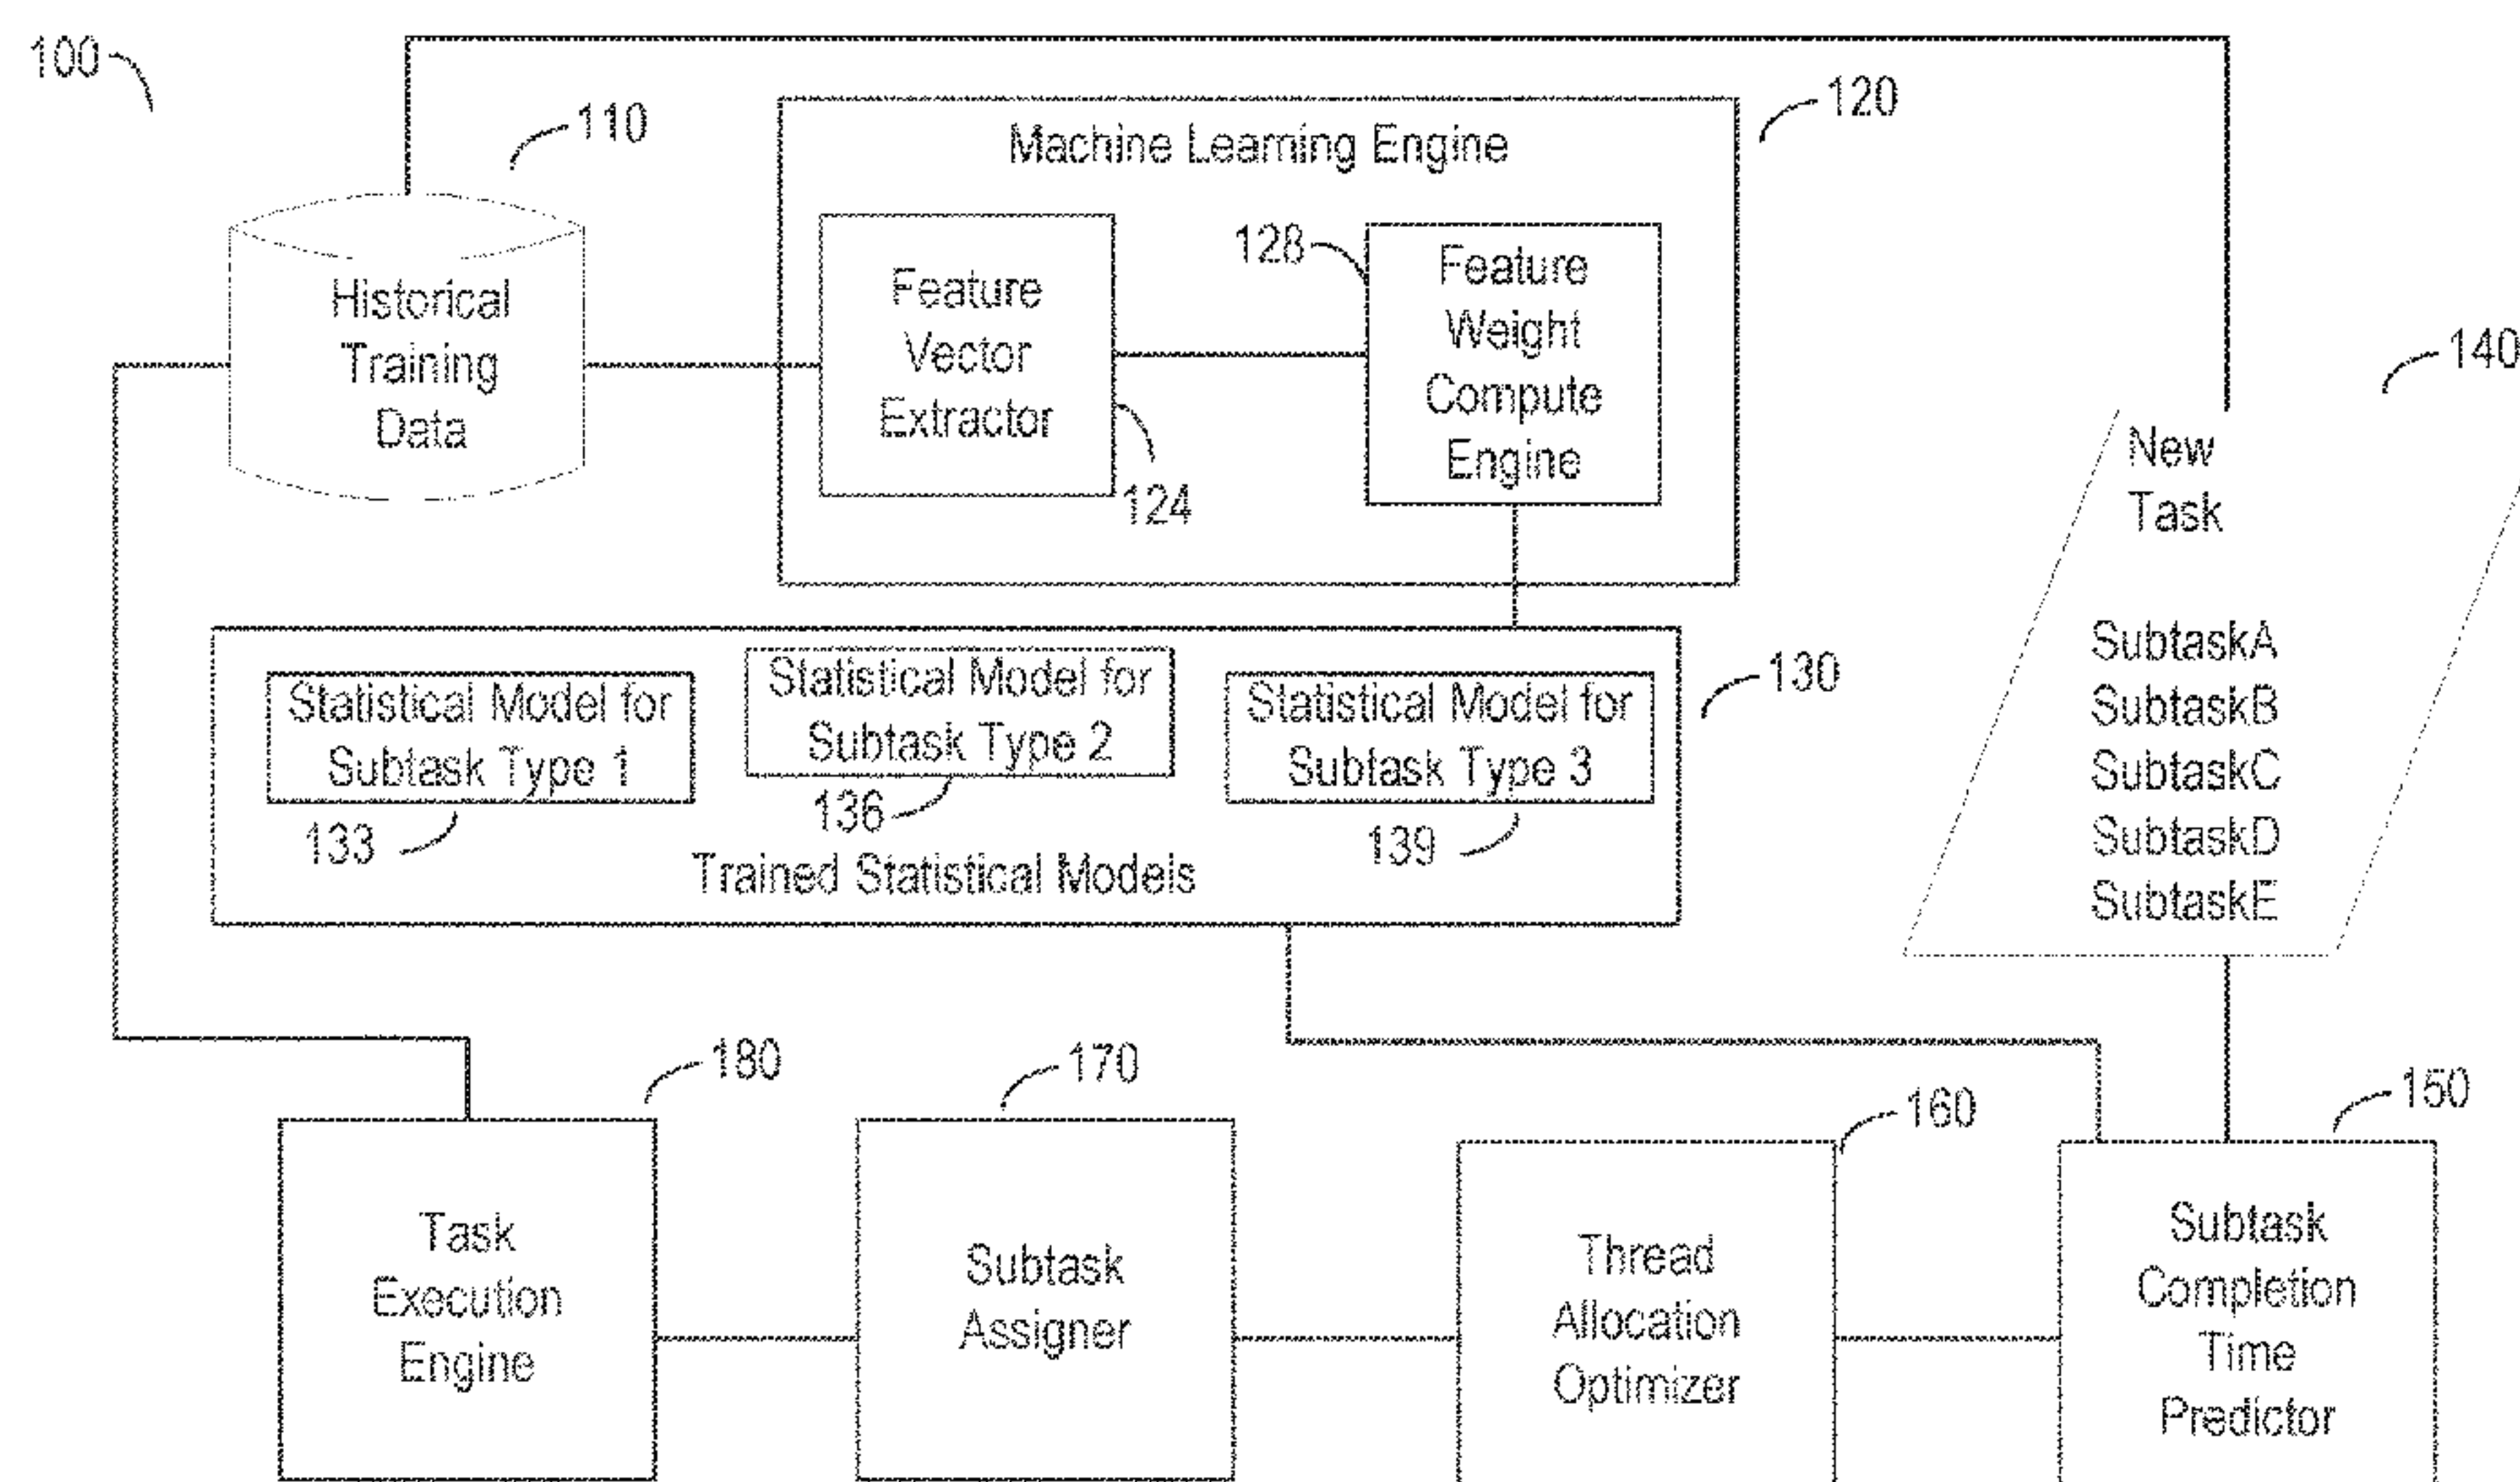 100
110
120
Machine Learning Engine
Historical
Training
Data
Feature
Vector
Extractor
124
128
Feature
Weight
Compute
Engine
140
New
Task
SubtaskA
SubtaskB
SubtaskC
SubtaskD
SubtaskE
130
Statistical Model for
Subtask Type 1
133
Statistical Model for
Subtask Type 2
136
Statistical Model for
Subtask Type 3
139
Trained Statistical Models
180
Task
Execution
Engine
170
Subtask
Assigner
160
Thread
Allocation
Optimizer
150
Subtask
Completion
Time
Predictor